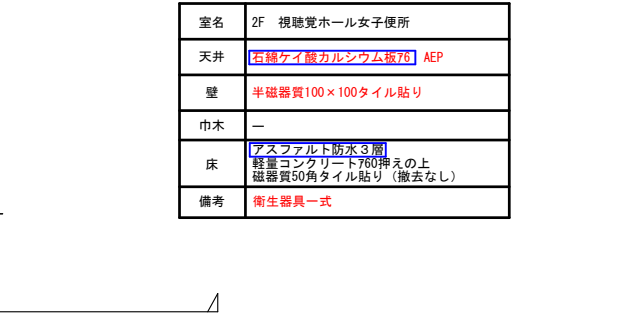 室名 2F 視聴覚ホール女子便所
天井 石綿ケイ酸カルシウム板76 AEP
壁 半磁器質100×100タイル貼り
巾木 ―
床 アスファルト防水3層
軽量コンクリート760押えの上
磁器質50角タイル貼り（撤去なし）
備考 衛生器具一式